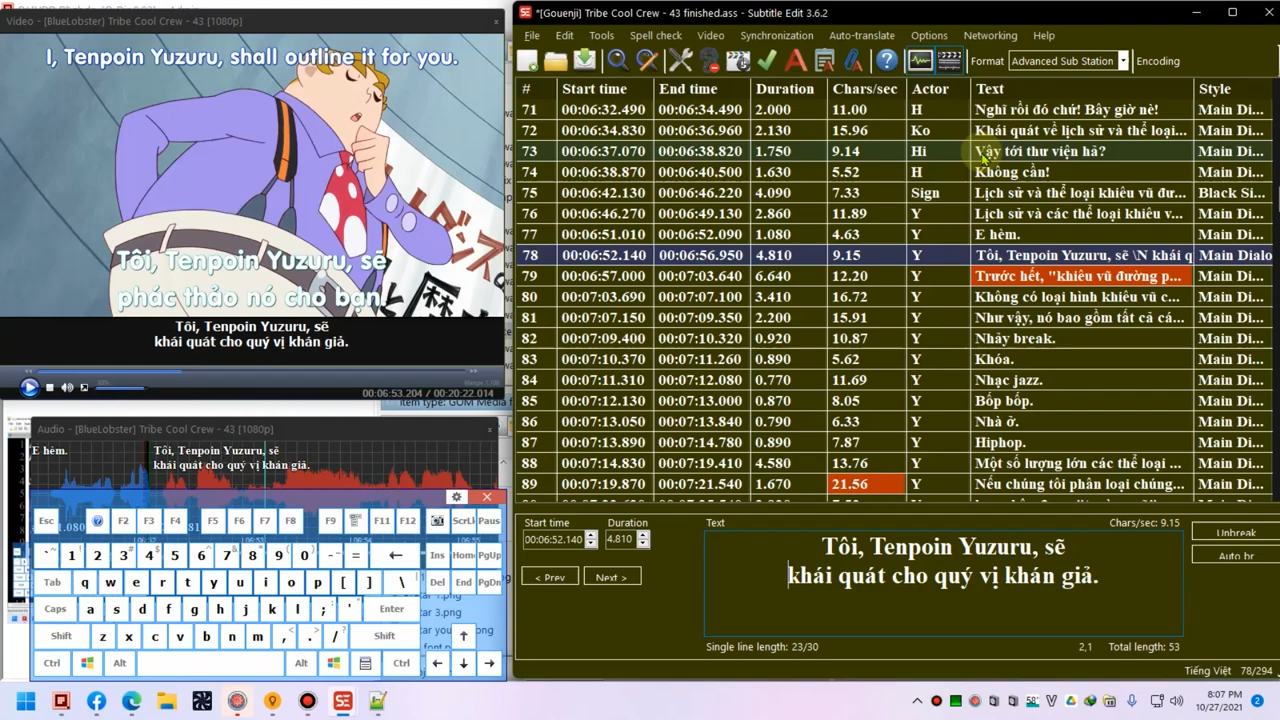 Video - [BlueLobster] Tribe Cool Crew - 43 [1080p]
I, Tenpoin Yuzuru, shall outline it for you.
Tôi, Tenpoin Yuzuru, sẽ
phác thảo nó cho bạn.
Tôi, Tenpoin Yuzuru, sẽ
khái quát cho quý vị khán giả.
00:06:53.204 / 00:20:22.014
Item type: GOM Media f
Audio - [BlueLobster] Tribe Cool Crew - 43 [1080p]
E hèm.
Tôi, Tenpoin Yuzuru, sẽ
khái quát cho quý vị khán giả.
Esc F2 F3 F4 F5 F6 F7 F8 F9 F11 F12 ScrLk Paus
` ~ 1 ! 2 @ 3 # 4 $ 5 % 6 ^ 7 & 8 * 9 ( 0 ) - _ = + ← Ins Home PgUp
Tab q w e r t y u i o p [ ] \ Del End PgDn
Caps a s d f g h j k l ; : ' " Enter
Shift z x c v b n m , < . > / ? Shift ↑
Ctrl Alt Alt Ctrl ← ↓ →
*[Gouenji] Tribe Cool Crew - 43 finished.ass - Subtitle Edit 3.6.2
File Edit Tools Spell check Video Synchronization Auto-translate Options Networking Help
Format Advanced Sub Station Encoding
# Start time End time Duration Chars/sec Actor Text Style
71 00:06:32.490 00:06:34.490 2.000 11.00 H Nghĩ rồi đó chứ! Bây giờ nè! Main Di...
72 00:06:34.830 00:06:36.960 2.130 15.96 Ko Khái quát về lịch sử và thể loại... Main Di...
73 00:06:37.070 00:06:38.820 1.750 9.14 Hi Vậy tới thư viện hả? Main Di...
74 00:06:38.870 00:06:40.500 1.630 5.52 H Không cần! Main Di...
75 00:06:42.130 00:06:46.220 4.090 7.33 Sign Lịch sử và thể loại khiêu vũ đư... Black Si...
76 00:06:46.270 00:06:49.130 2.860 11.89 Y Lịch sử và các thể loại khiêu v... Main Di...
77 00:06:51.010 00:06:52.090 1.080 4.63 Y E hèm. Main Di...
78 00:06:52.140 00:06:56.950 4.810 9.15 Y Tôi, Tenpoin Yuzuru, sẽ \N khái q Main Dialo
79 00:06:57.000 00:07:03.640 6.640 12.20 Y Trước hết, "khiêu vũ đường p... Main Di...
80 00:07:03.690 00:07:07.100 3.410 16.72 Y Không có loại hình khiêu vũ c... Main Di...
81 00:07:07.150 00:07:09.350 2.200 15.91 Y Như vậy, nó bao gồm tất cả cá... Main Di...
82 00:07:09.400 00:07:10.320 0.920 10.87 Y Nhảy break. Main Di...
83 00:07:10.370 00:07:11.260 0.890 5.62 Y Khóa. Main Di...
84 00:07:11.310 00:07:12.080 0.770 11.69 Y Nhạc jazz. Main Di...
85 00:07:12.130 00:07:13.000 0.870 8.05 Y Bốp bốp. Main Di...
86 00:07:13.050 00:07:13.840 0.790 6.33 Y Nhà ở. Main Di...
87 00:07:13.890 00:07:14.780 0.890 7.87 Y Hiphop. Main Di...
88 00:07:14.830 00:07:19.410 4.580 13.76 Y Một số lượng lớn các thể loại ... Main Di...
89 00:07:19.870 00:07:21.540 1.670 21.56 Y Nếu chúng tôi phân loại chúng... Main Di...
Start time Duration Text Chars/sec: 9.15
00:06:52.140 4.810
< Prev Next >
Tôi, Tenpoin Yuzuru, sẽ
khái quát cho quý vị khán giả.
Unbreak
Auto br
Single line length: 23/30 2,1 Total length: 53
Tiếng Việt 78/294
8:07 PM
10/27/2021